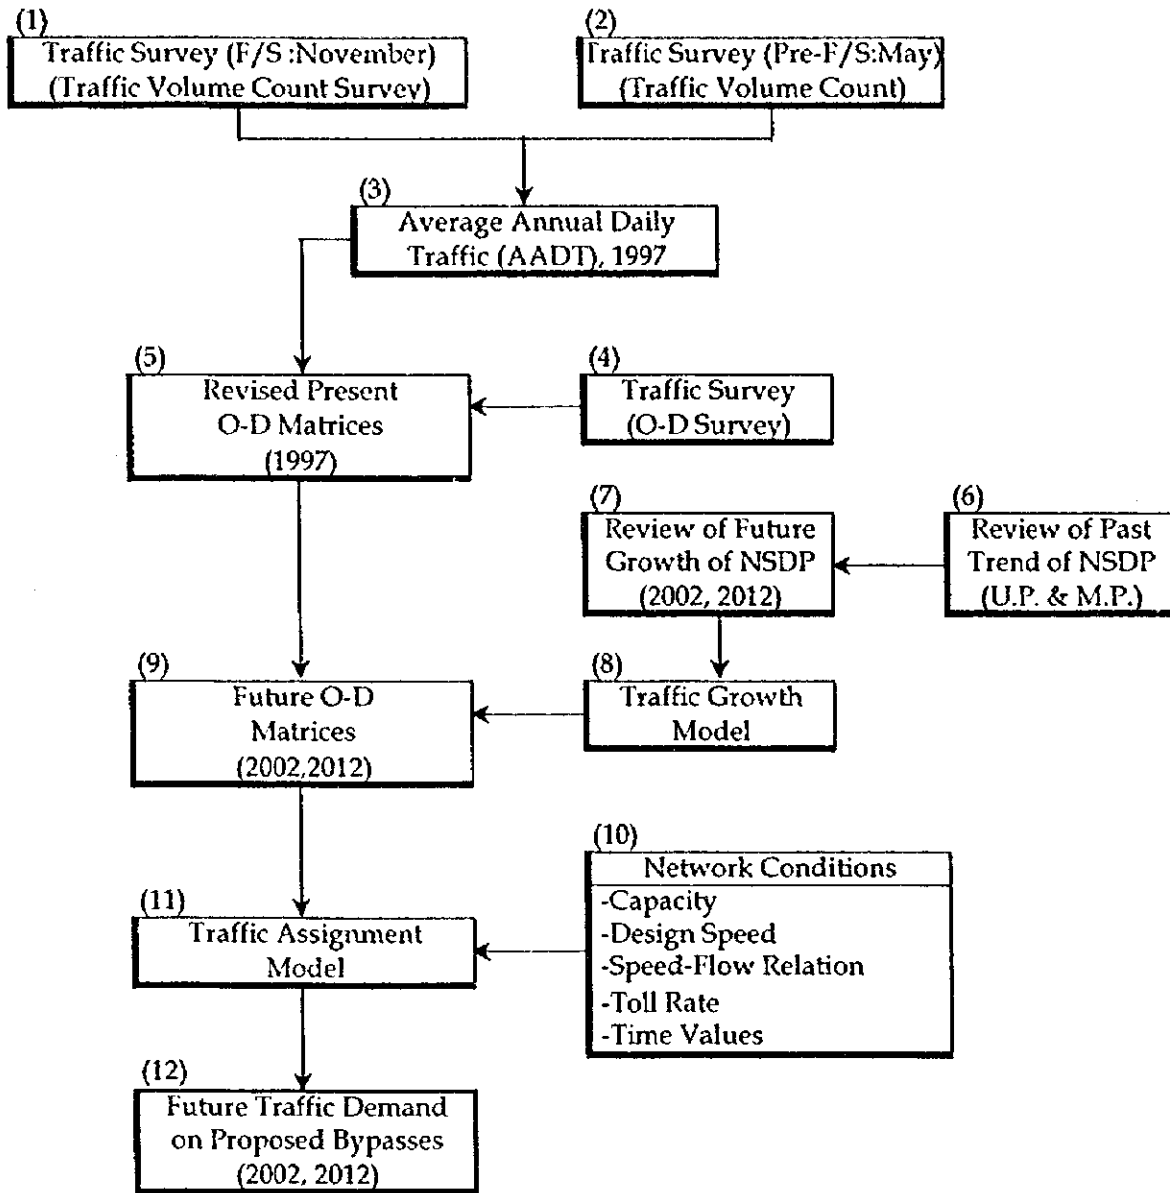 (1)
Traffic Survey (F/S :November)
(Traffic Volume Count Survey)
(2)
Traffic Survey (Pre-F/S:May)
(Traffic Volume Count)
(3)
Average Annual Daily
Traffic (AADT), 1997
(5)
Revised Present
O-D Matrices
(1997)
(4)
Traffic Survey
(O-D Survey)
(7)
Review of Future
Growth of NSDP
(2002, 2012)
(6)
Review of Past
Trend of NSDP
(U.P. & M.P.)
(9)
Future O-D
Matrices
(2002,2012)
(8)
Traffic Growth
Model
(10)
Network Conditions
-Capacity
-Design Speed
-Speed-Flow Relation
-Toll Rate
-Time Values
(11)
Traffic Assignment
Model
(12)
Future Traffic Demand
on Proposed Bypasses
(2002, 2012)